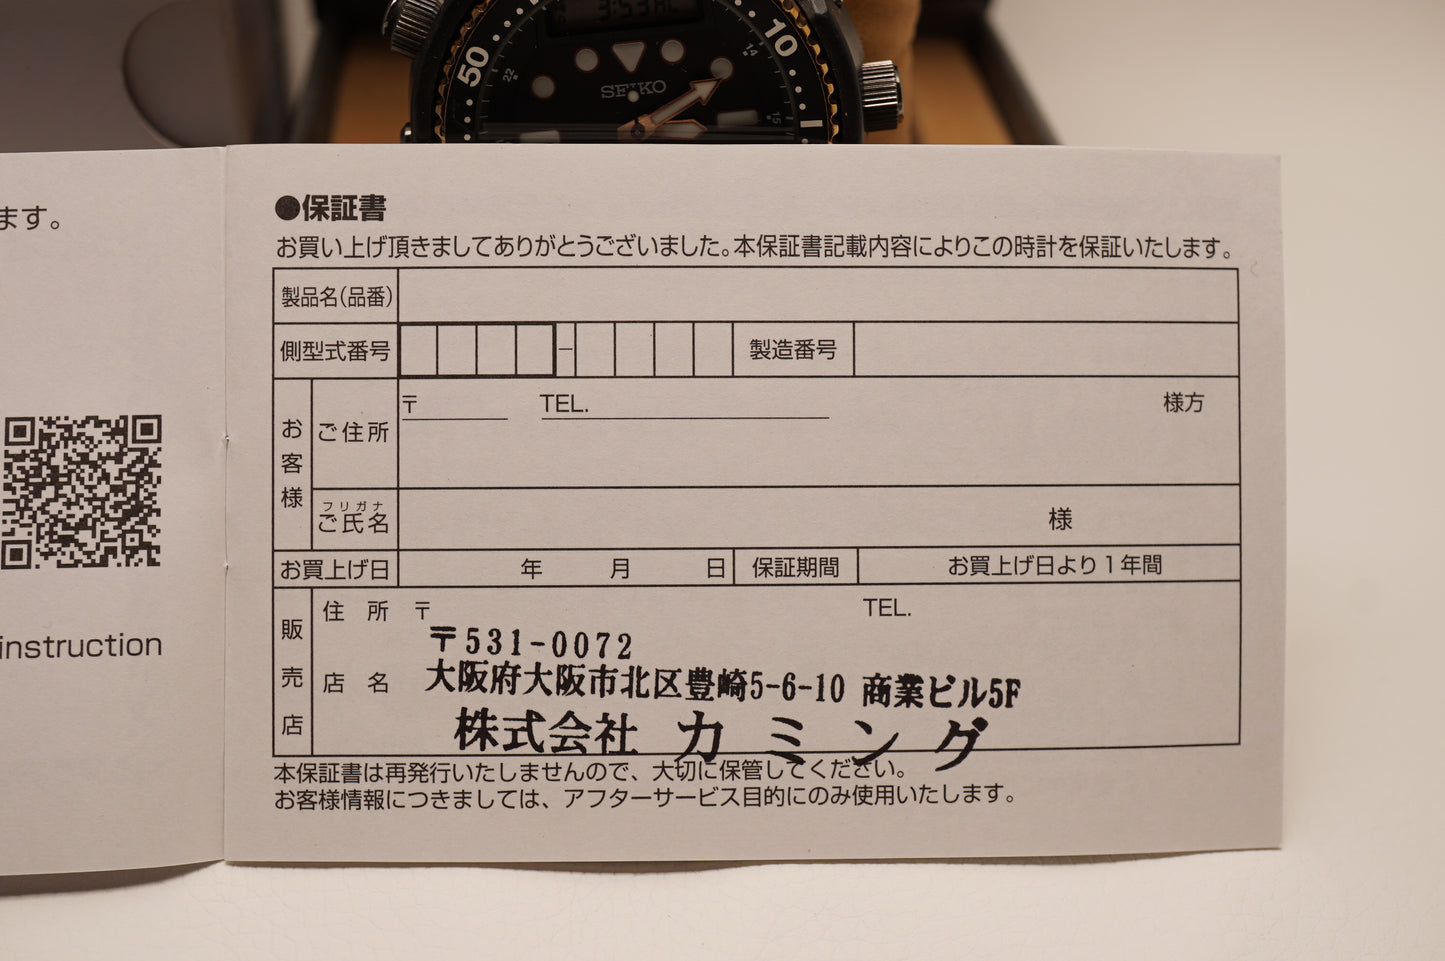 3:53
50
10
22
14
15
SEIKO
ます。
instruction
●保証書
お買い上げ頂きましてありがとうございました。本保証書記載内容によりこの時計を保証いたします。
製品名(品番)
側型式番号 － 製造番号
お客様
ご住所 〒 TEL. 様方
フリガナ
ご氏名 様
お買上げ日 年 月 日 保証期間 お買上げ日より1年間
販売店
住所 〒 TEL.
〒531-0072
店名 大阪府大阪市北区豊崎5-6-10 商業ビル5F
株式会社 カミング
本保証書は再発行いたしませんので、大切に保管してください。
お客様情報につきましては、アフターサービス目的にのみ使用いたします。